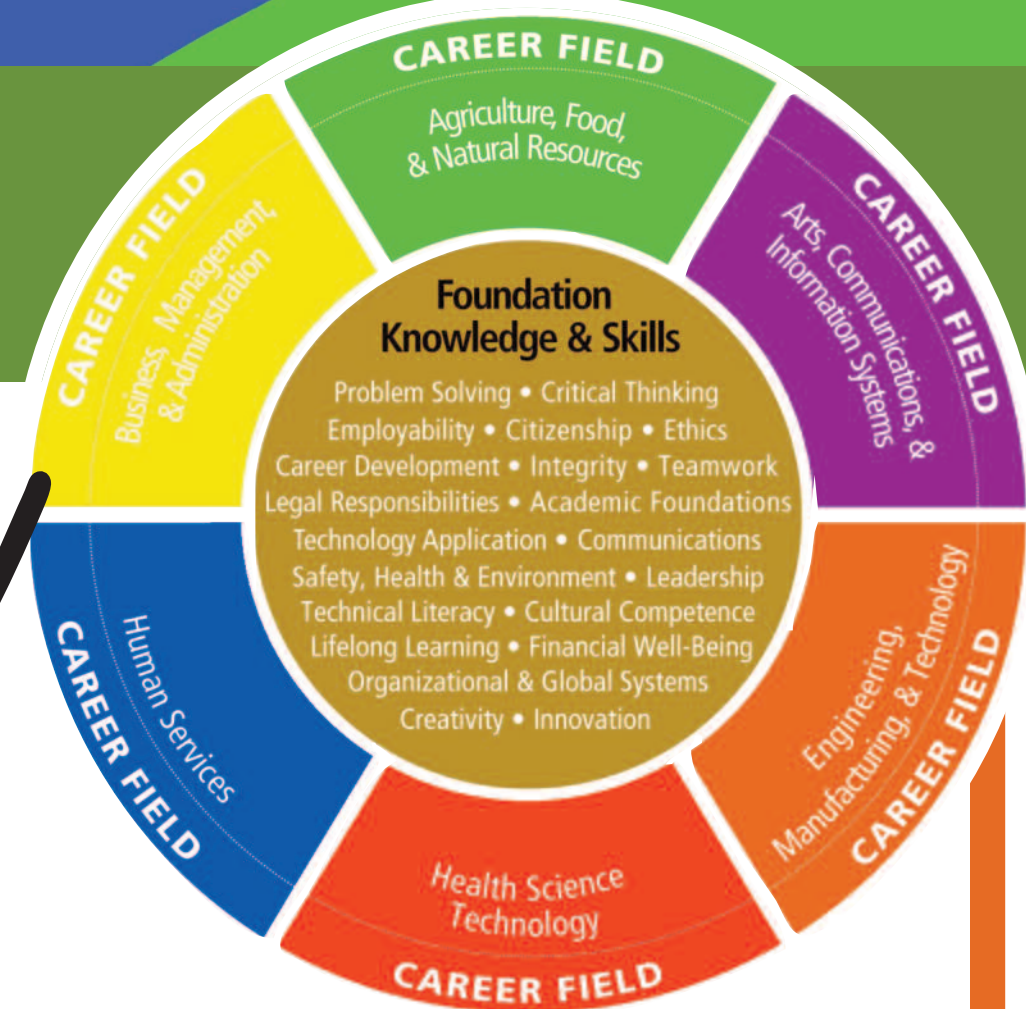 CAREER FIELD
Agriculture, Food,
& Natural Resources
CAREER FIELD
Arts, Communications, &
Information Systems
CAREER FIELD
Engineering,
Manufacturing, & Technology
CAREER FIELD
Health Science
Technology
CAREER FIELD
Human Services
CAREER FIELD
Business, Management,
& Administration
Foundation
Knowledge & Skills
Problem Solving • Critical Thinking
Employability • Citizenship • Ethics
Career Development • Integrity • Teamwork
Legal Responsibilities • Academic Foundations
Technology Application • Communications
Safety, Health & Environment • Leadership
Technical Literacy • Cultural Competence
Lifelong Learning • Financial Well-Being
Organizational & Global Systems
Creativity • Innovation